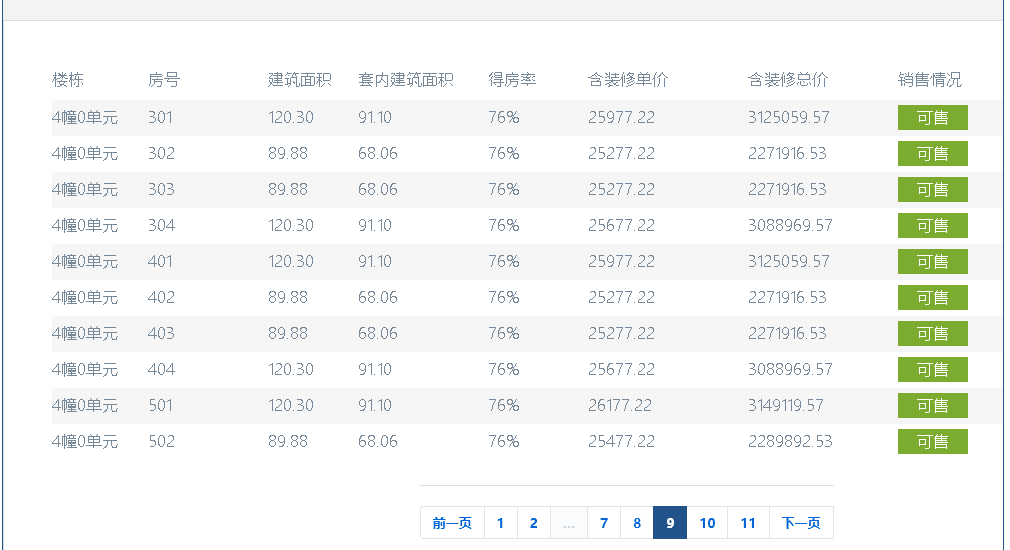 楼栋 房号 建筑面积 套内建筑面积 得房率 含装修单价 含装修总价 销售情况
4幢0单元 301 120.30 91.10 76% 25977.22 3125059.57 可售
4幢0单元 302 89.88 68.06 76% 25277.22 2271916.53 可售
4幢0单元 303 89.88 68.06 76% 25277.22 2271916.53 可售
4幢0单元 304 120.30 91.10 76% 25677.22 3088969.57 可售
4幢0单元 401 120.30 91.10 76% 25977.22 3125059.57 可售
4幢0单元 402 89.88 68.06 76% 25277.22 2271916.53 可售
4幢0单元 403 89.88 68.06 76% 25277.22 2271916.53 可售
4幢0单元 404 120.30 91.10 76% 25677.22 3088969.57 可售
4幢0单元 501 120.30 91.10 76% 26177.22 3149119.57 可售
4幢0单元 502 89.88 68.06 76% 25477.22 2289892.53 可售
前一页 1 2 ... 7 8 9 10 11 下一页